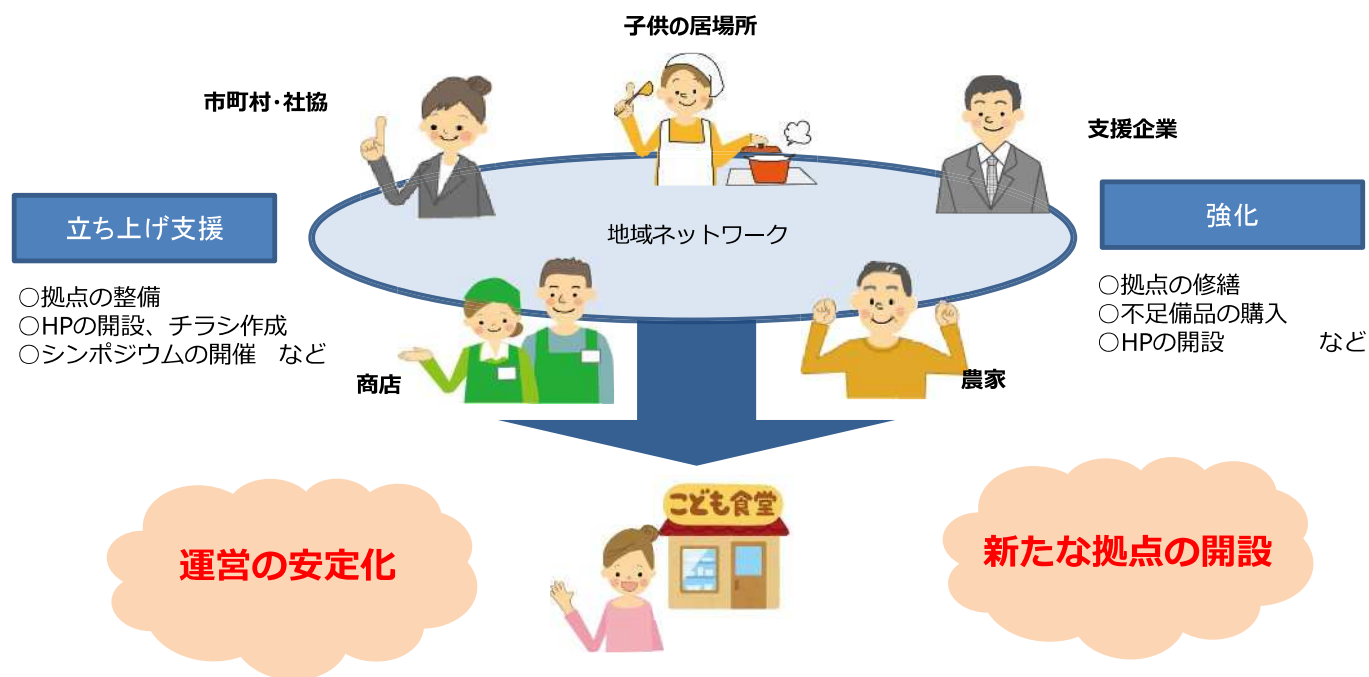 子供の居場所
市町村・社協
支援企業
立ち上げ支援
地域ネットワーク
強化
○拠点の整備
○HPの開設、チラシ作成
○シンポジウムの開催　など
○拠点の修繕
○不足備品の購入
○HPの開設　　　　など
商店
農家
こども食堂
運営の安定化
新たな拠点の開設